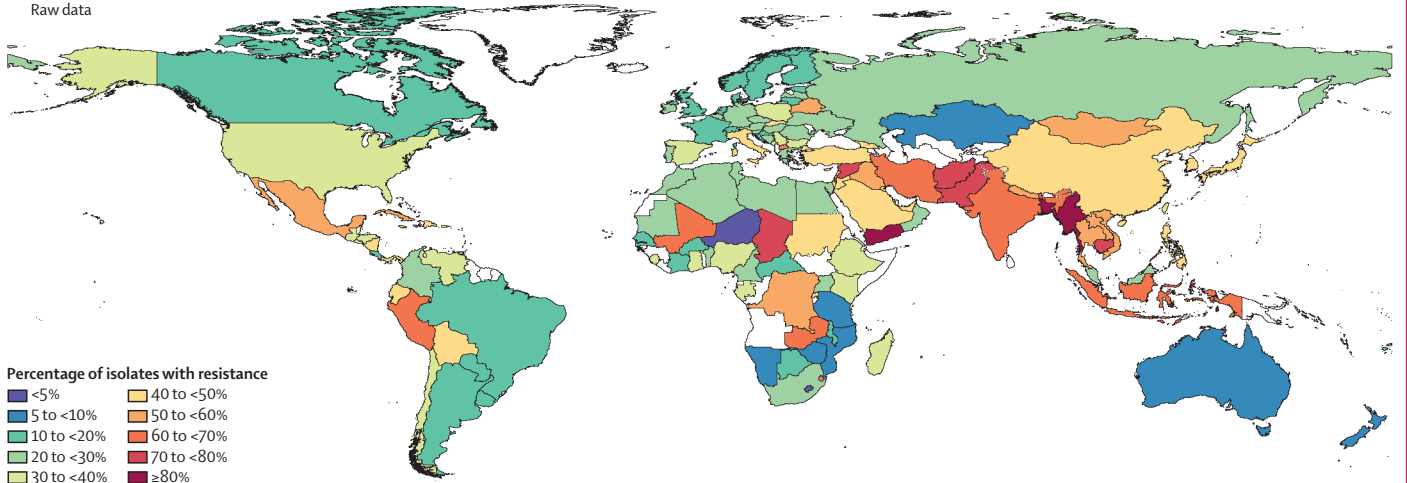 Raw data
Percentage of isolates with resistance
<5%
5 to <10%
10 to <20%
20 to <30%
30 to <40%
40 to <50%
50 to <60%
60 to <70%
70 to <80%
≥80%